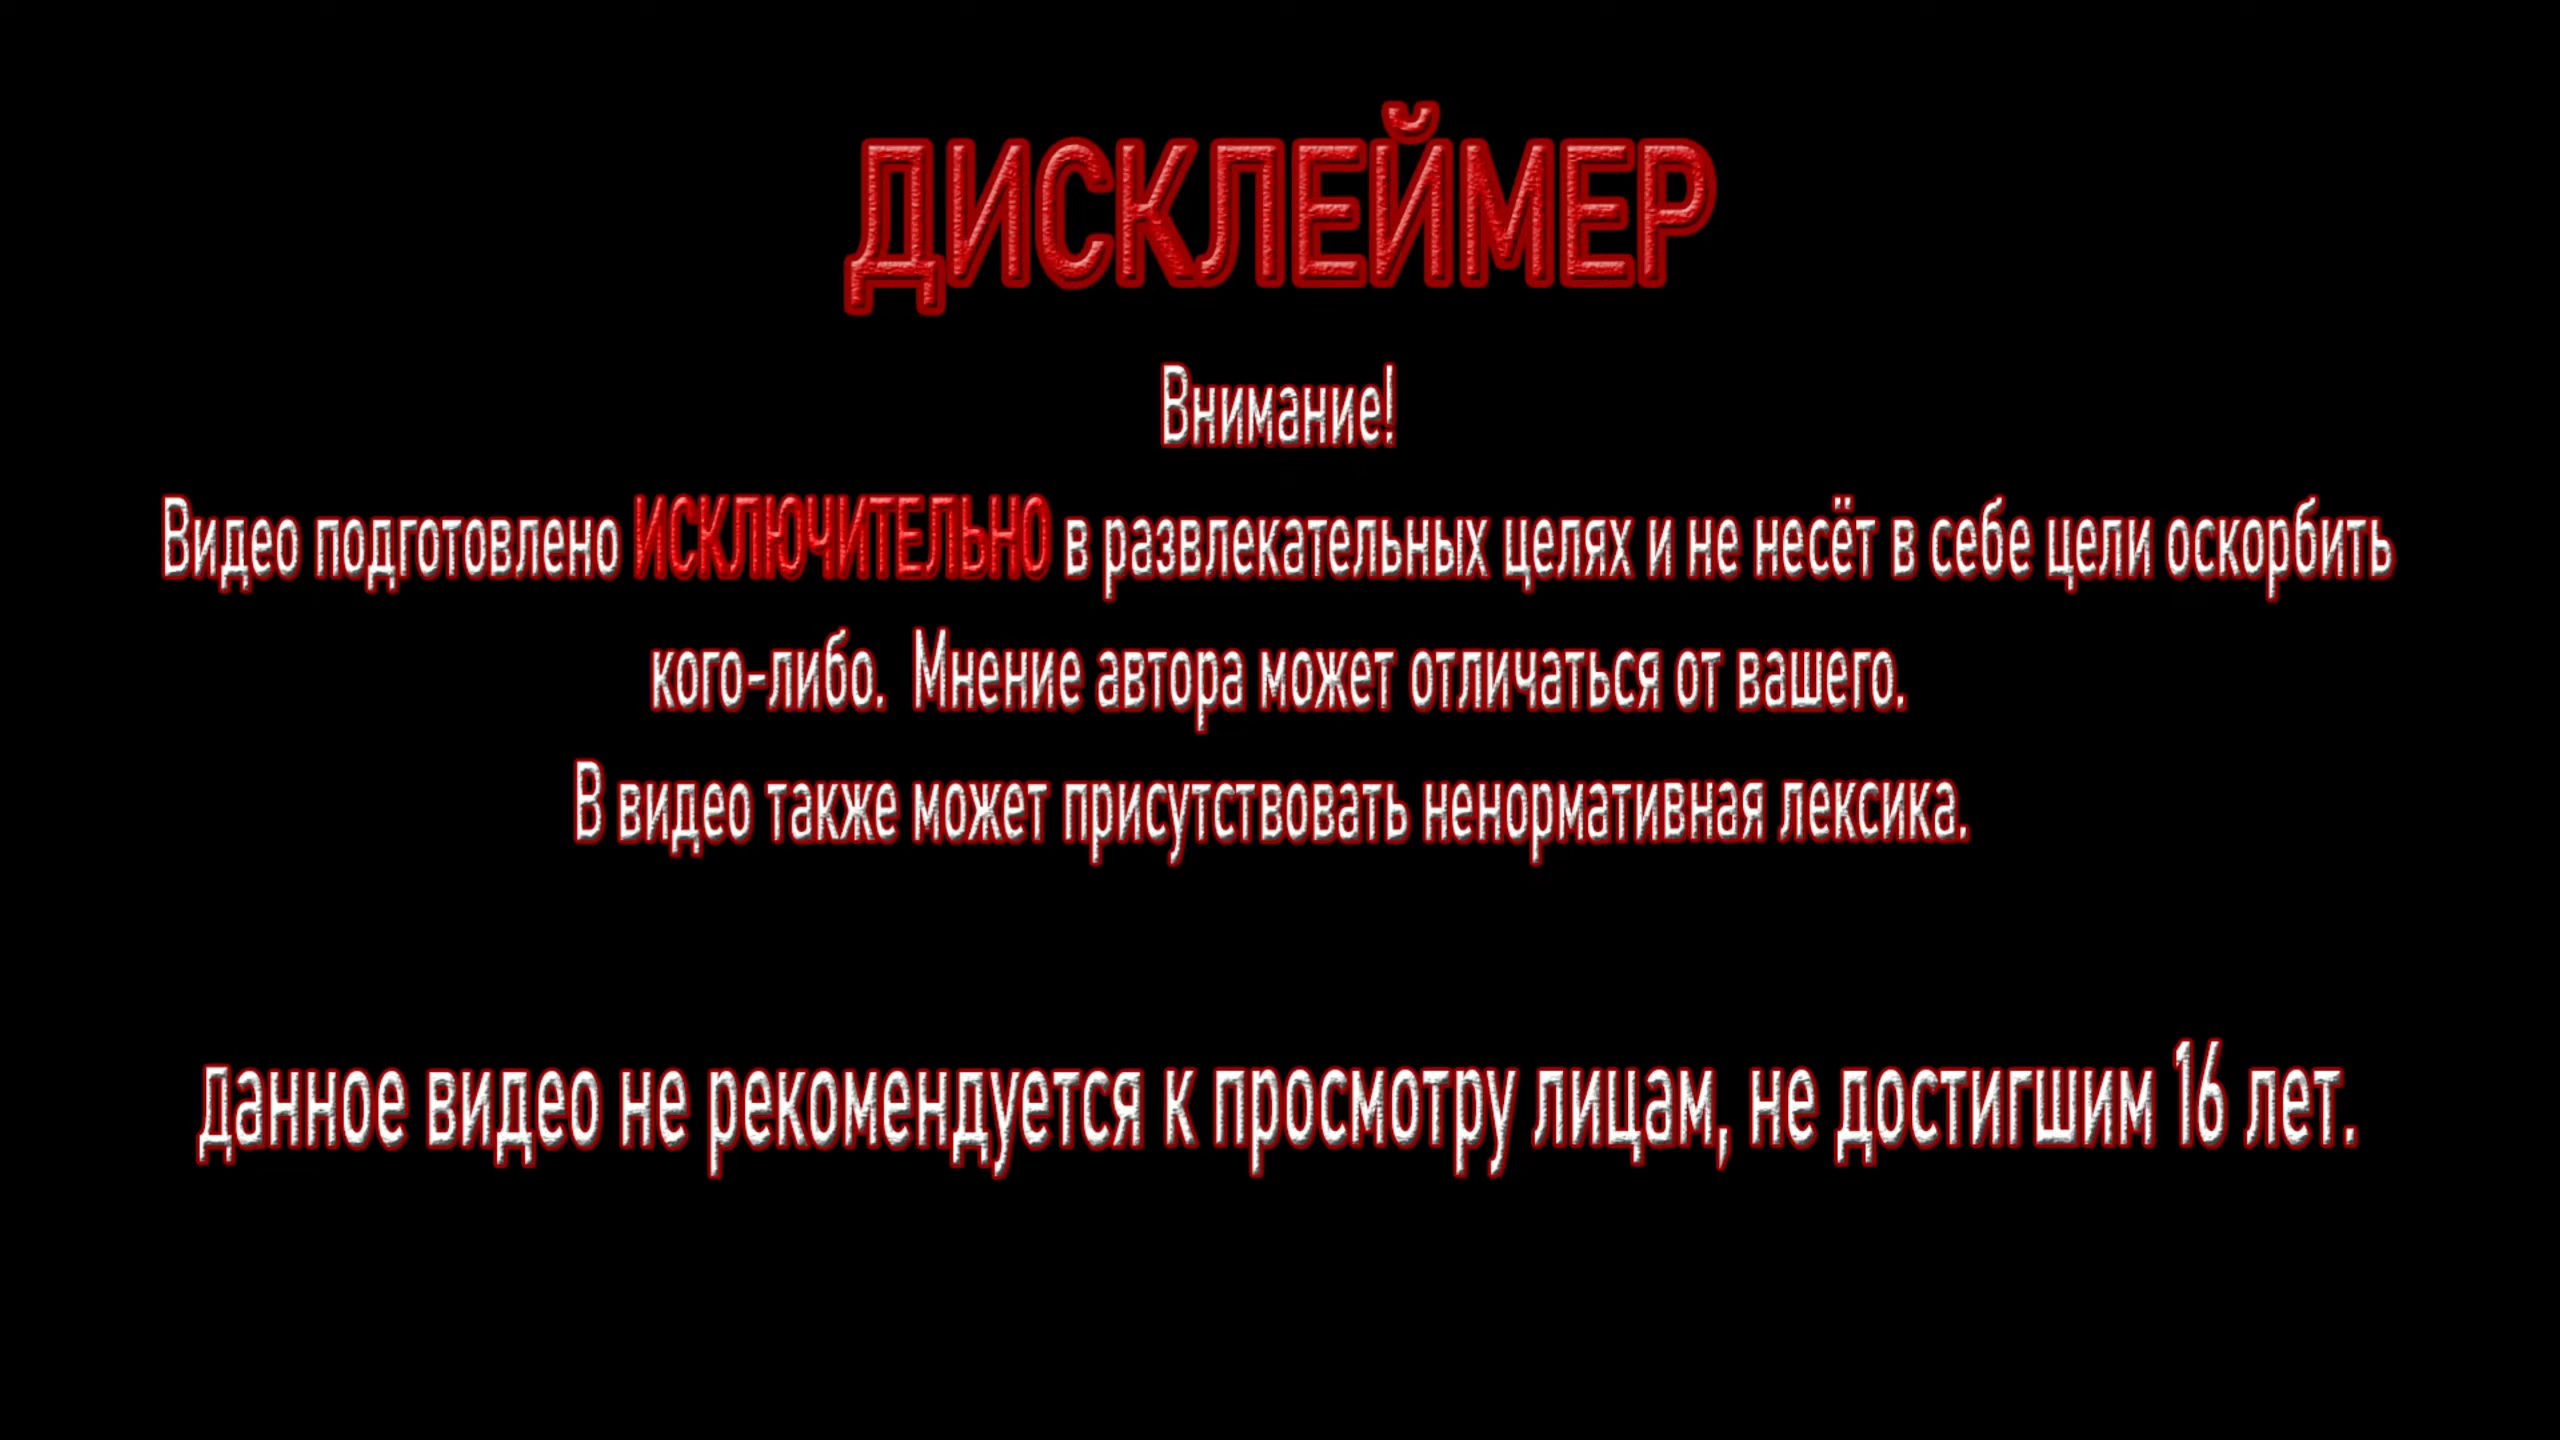 ДИСКЛЕЙМЕР
Внимание!
Видео подготовлено ИСКЛЮЧИТЕЛЬНО в развлекательных целях и не несёт в себе цели оскорбить
кого-либо. Мнение автора может отличаться от вашего.
В видео также может присутствовать ненормативная лексика.
данное видео не рекомендуется к просмотру лицам, не достигшим 16 лет.